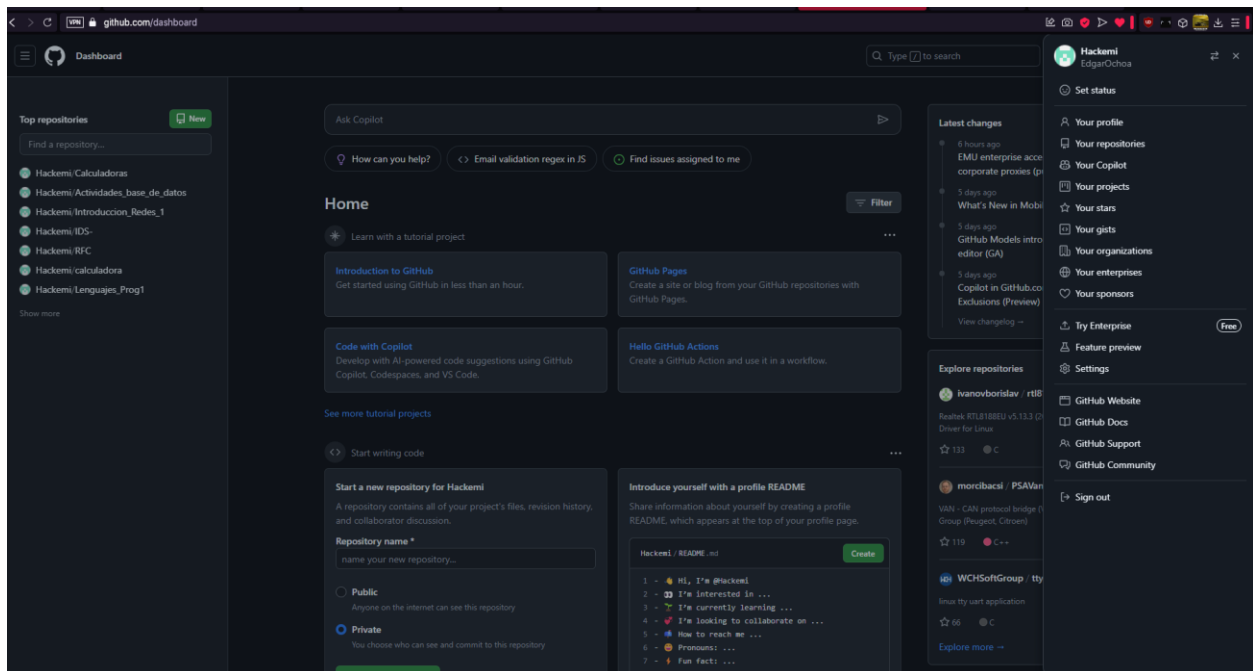 VPN
github.com/dashboard
Dashboard
Type / to search
Top repositories
New
Find a repository...
Hackemi/Calculadoras
Hackemi/Actividades_base_de_datos
Hackemi/Introduccion_Redes_1
Hackemi/IDS-
Hackemi/RFC
Hackemi/calculadora
Hackemi/Lenguajes_Prog1
Show more
Ask Copilot
How can you help?
Email validation regex in JS
Find issues assigned to me
Home
Filter
Learn with a tutorial project
Introduction to GitHub
Get started using GitHub in less than an hour.
GitHub Pages
Create a site or blog from your GitHub repositories with
GitHub Pages.
Code with Copilot
Develop with AI-powered code suggestions using GitHub
Copilot, Codespaces, and VS Code.
Hello GitHub Actions
Create a GitHub Action and use it in a workflow.
See more tutorial projects
Start writing code
Start a new repository for Hackemi
A repository contains all of your project's files, revision history,
and collaborator discussion.
Repository name *
name your new repository...
Public
Anyone on the internet can see this repository
Private
You choose who can see and commit to this repository
Introduce yourself with a profile README
Share information about yourself by creating a profile
README, which appears at the top of your profile page.
Hackemi / README.md
Create
1 - 👋 Hi, I'm @Hackemi
2 - 👀 I'm interested in ...
3 - 🌱 I'm currently learning ...
4 - 💞️ I'm looking to collaborate on ...
5 - 📫 How to reach me ...
6 - 😄 Pronouns: ...
7 - ⚡ Fun fact: ...
Latest changes
6 hours ago
EMU enterprise acce
corporate proxies (p
5 days ago
What's New in Mobil
5 days ago
GitHub Models intro
editor (GA)
5 days ago
Copilot in GitHub.co
Exclusions (Preview)
View changelog →
Explore repositories
ivanovborislav / rtl8
Realtek RTL8188EU v5.13.3 (2
Driver for Linux
133
C
morcibacsi / PSAVan
VAN - CAN protocol bridge (
Group (Peugeot, Citroen)
119
C++
WCH
WCHSoftGroup / tty
linux tty uart application
66
C
Explore more →
Hackemi
EdgarOchoa
Set status
Your profile
Your repositories
Your Copilot
Your projects
Your stars
Your gists
Your organizations
Your enterprises
Your sponsors
Try Enterprise
Free
Feature preview
Settings
GitHub Website
GitHub Docs
GitHub Support
GitHub Community
Sign out